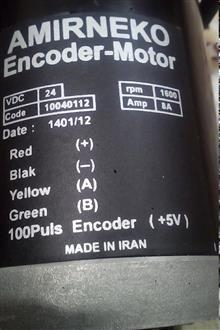 AMIRNEKO
Encoder-Motor
VDC 24 rpm 1600
Code 10040112 Amp 8A
Date : 1401/12
Red (+)
Blak (–)
Yellow (A)
Green (B)
100Puls Encoder (+5V)
MADE IN IRAN